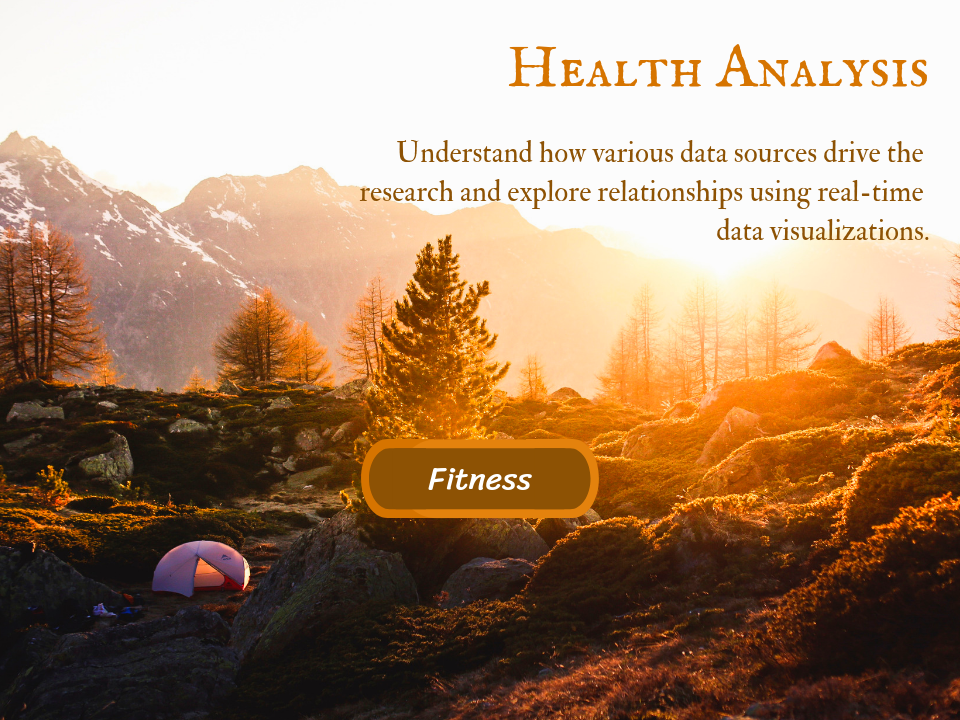 Health Analysis
Understand how various data sources drive the
research and explore relationships using real-time
data visualizations.
Fitness